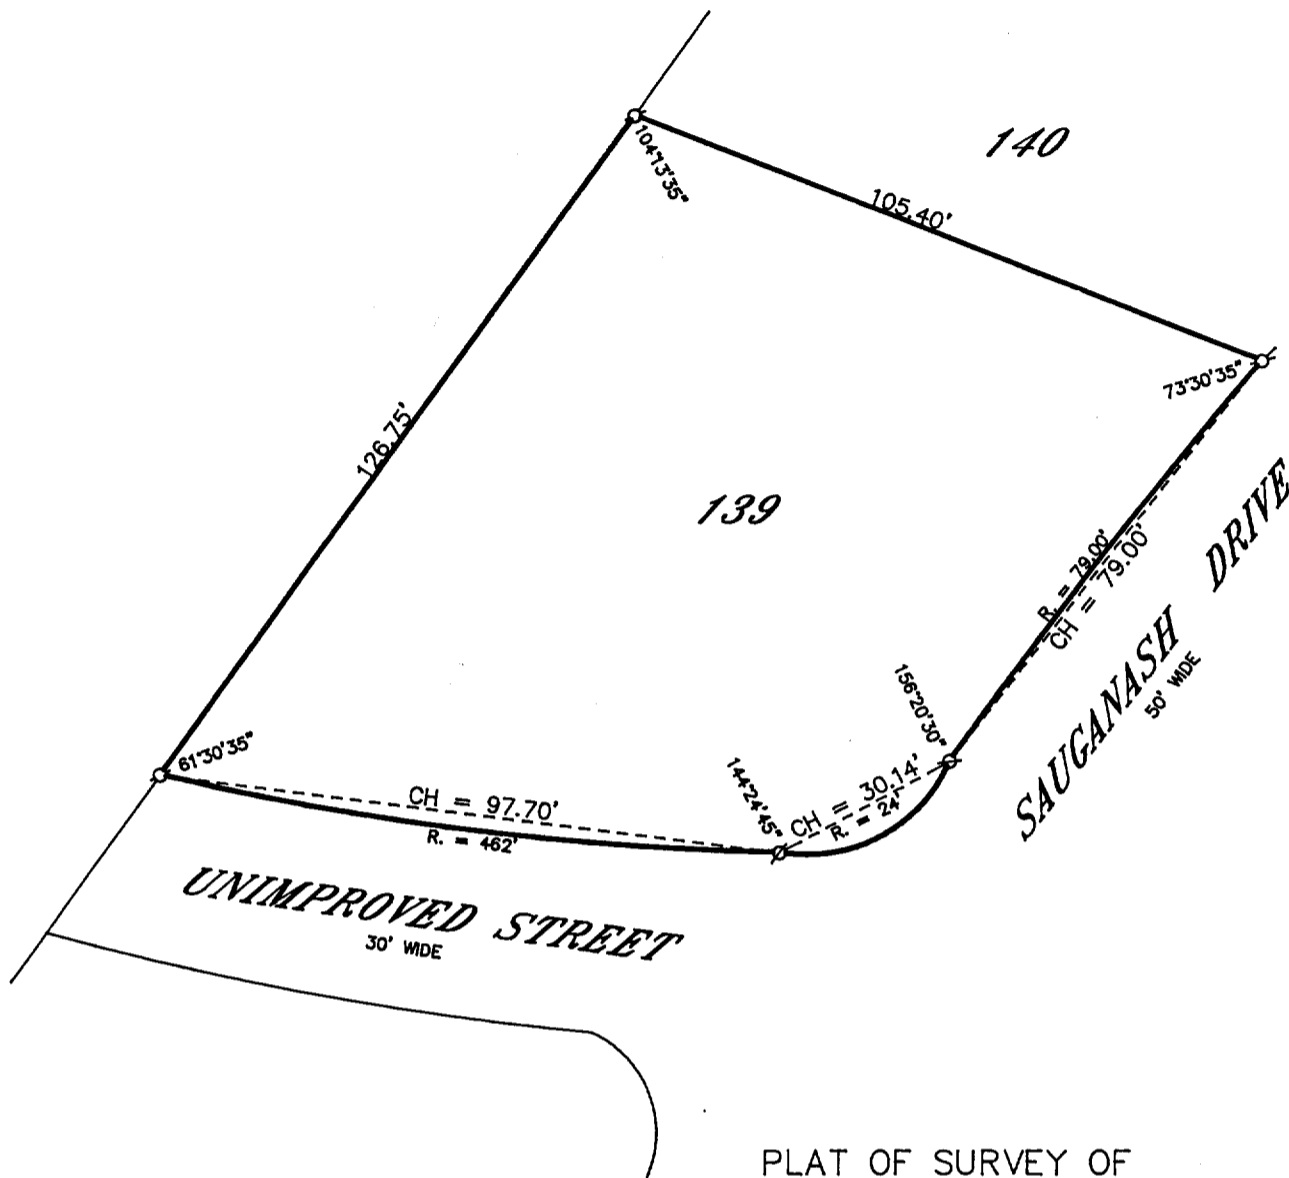 140
104°13'35"
105.40'
73°30'35"
126.75'
139
R. = 79.00'
CH = 79.00'
SAUGANASH DRIVE
50' WIDE
156°20'30"
61°30'35"
144°24'45"
CH = 30.14'
R. = 24'
CH = 97.70'
R. = 462'
UNIMPROVED STREET
30' WIDE
PLAT OF SURVEY OF